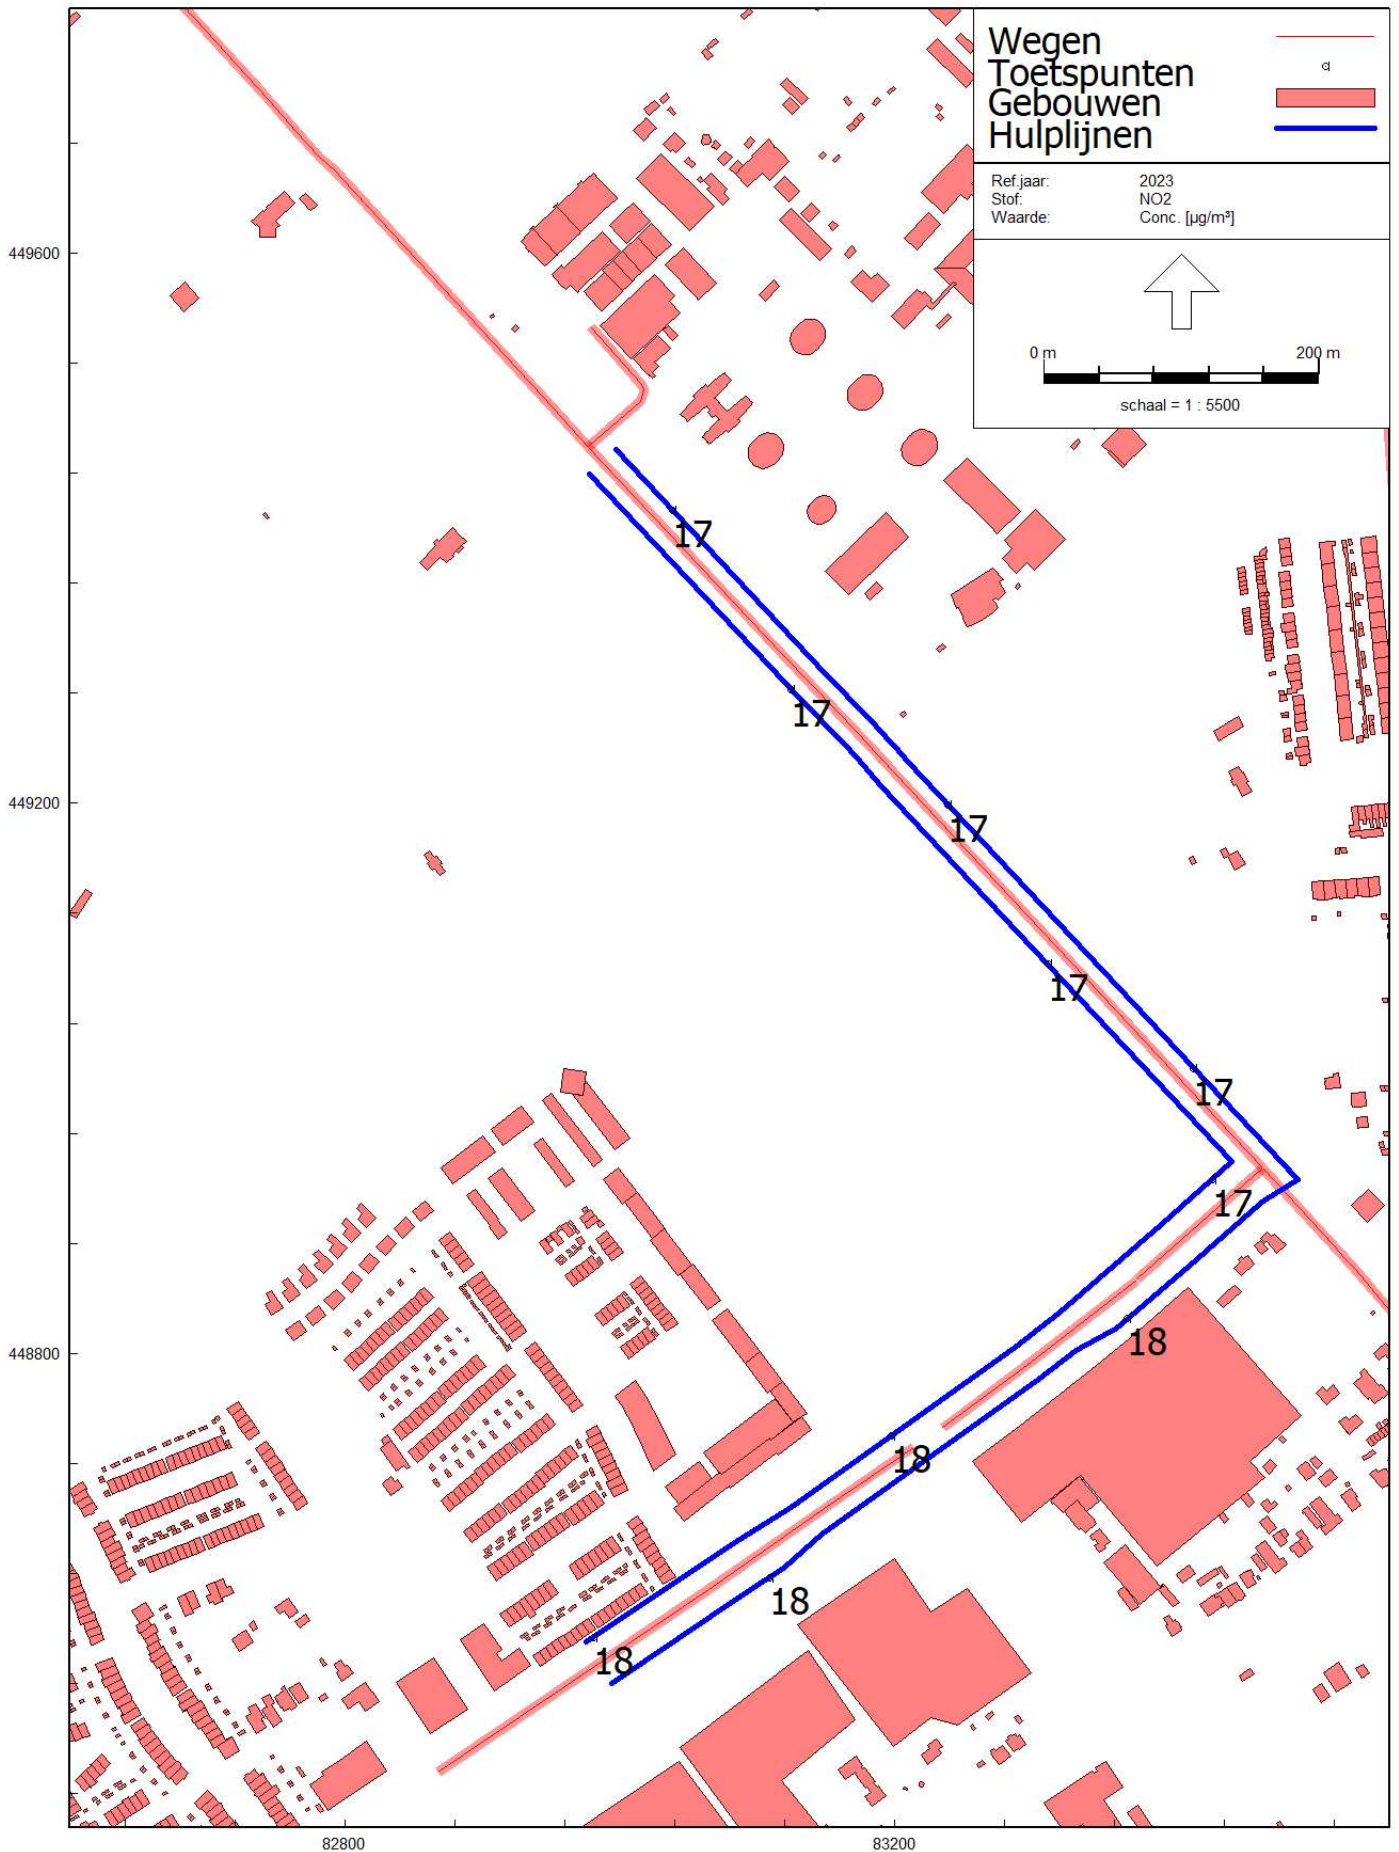 Wegen
Toetspunten
Gebouwen
Hulplijnen
Ref.jaar: 2023
Stof: NO2
Waarde: Conc. [µg/m³]
0 m 200 m
schaal = 1 : 5500
449600
17
17
449200
17
17
17
17
448800
18
18
18
18
82800 83200